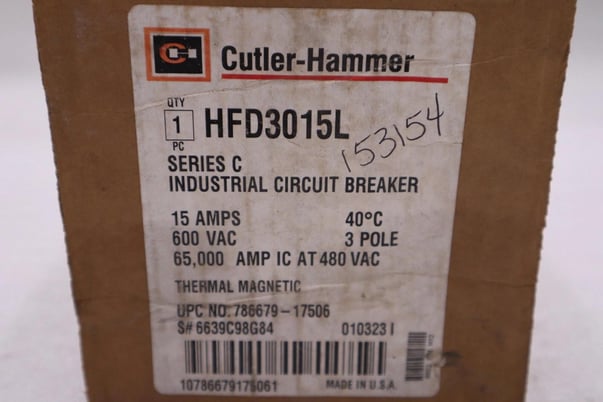 CH
Cutler-Hammer
QTY
1
PC
HFD3015L
153154
SERIES C
INDUSTRIAL CIRCUIT BREAKER
15 AMPS 40°C
600 VAC 3 POLE
65,000 AMP IC AT 480 VAC
THERMAL MAGNETIC
UPC NO. 786679-17506
S# 6639C98G84 010323 I
10786679175061 MADE IN U.S.A.